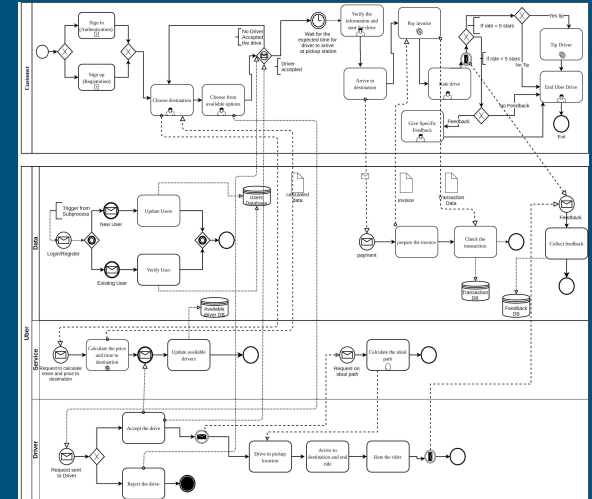 Customer
Sign in
(Authentication)
Sign up
(Registration)
Choose destination
Choose from
available options
No Driver
Accepted
the drive
Driver
accepted
Wait for the
expected time for
driver to arrive
at pickup station
Verify the
information and
start the drive
Arrive to
destination
Pay invoice
Rate drive
Give Specific
Feedback
If rate = 5 stars
If rate < 5 stars
Yes Tip
No Tip
Tip Driver
No Feedback
Feedback
End Uber Drive
End
Uber
Data
Trigger from
Subprocess
Login/Register
New User
Update Users
Existing User
Verify User
Users
Database
Available
driver DB
calculated
data
payment
Invoice
prepare the invoice
Transaction
Data
Check the
transaction
Transaction
DB
Feedback
DB
Feedback
Collect feedback
Service
Request to calculate
times and price to
destination
Calculate the price
and time to
destination
Update available
drivers
Request on
ideal path
Calculate the ideal
path
Driver
Request sent
to Driver
Accept the drive
Reject the drive
Drive to pickup
location
Arrive to
destination and end
ride
Rate the rider